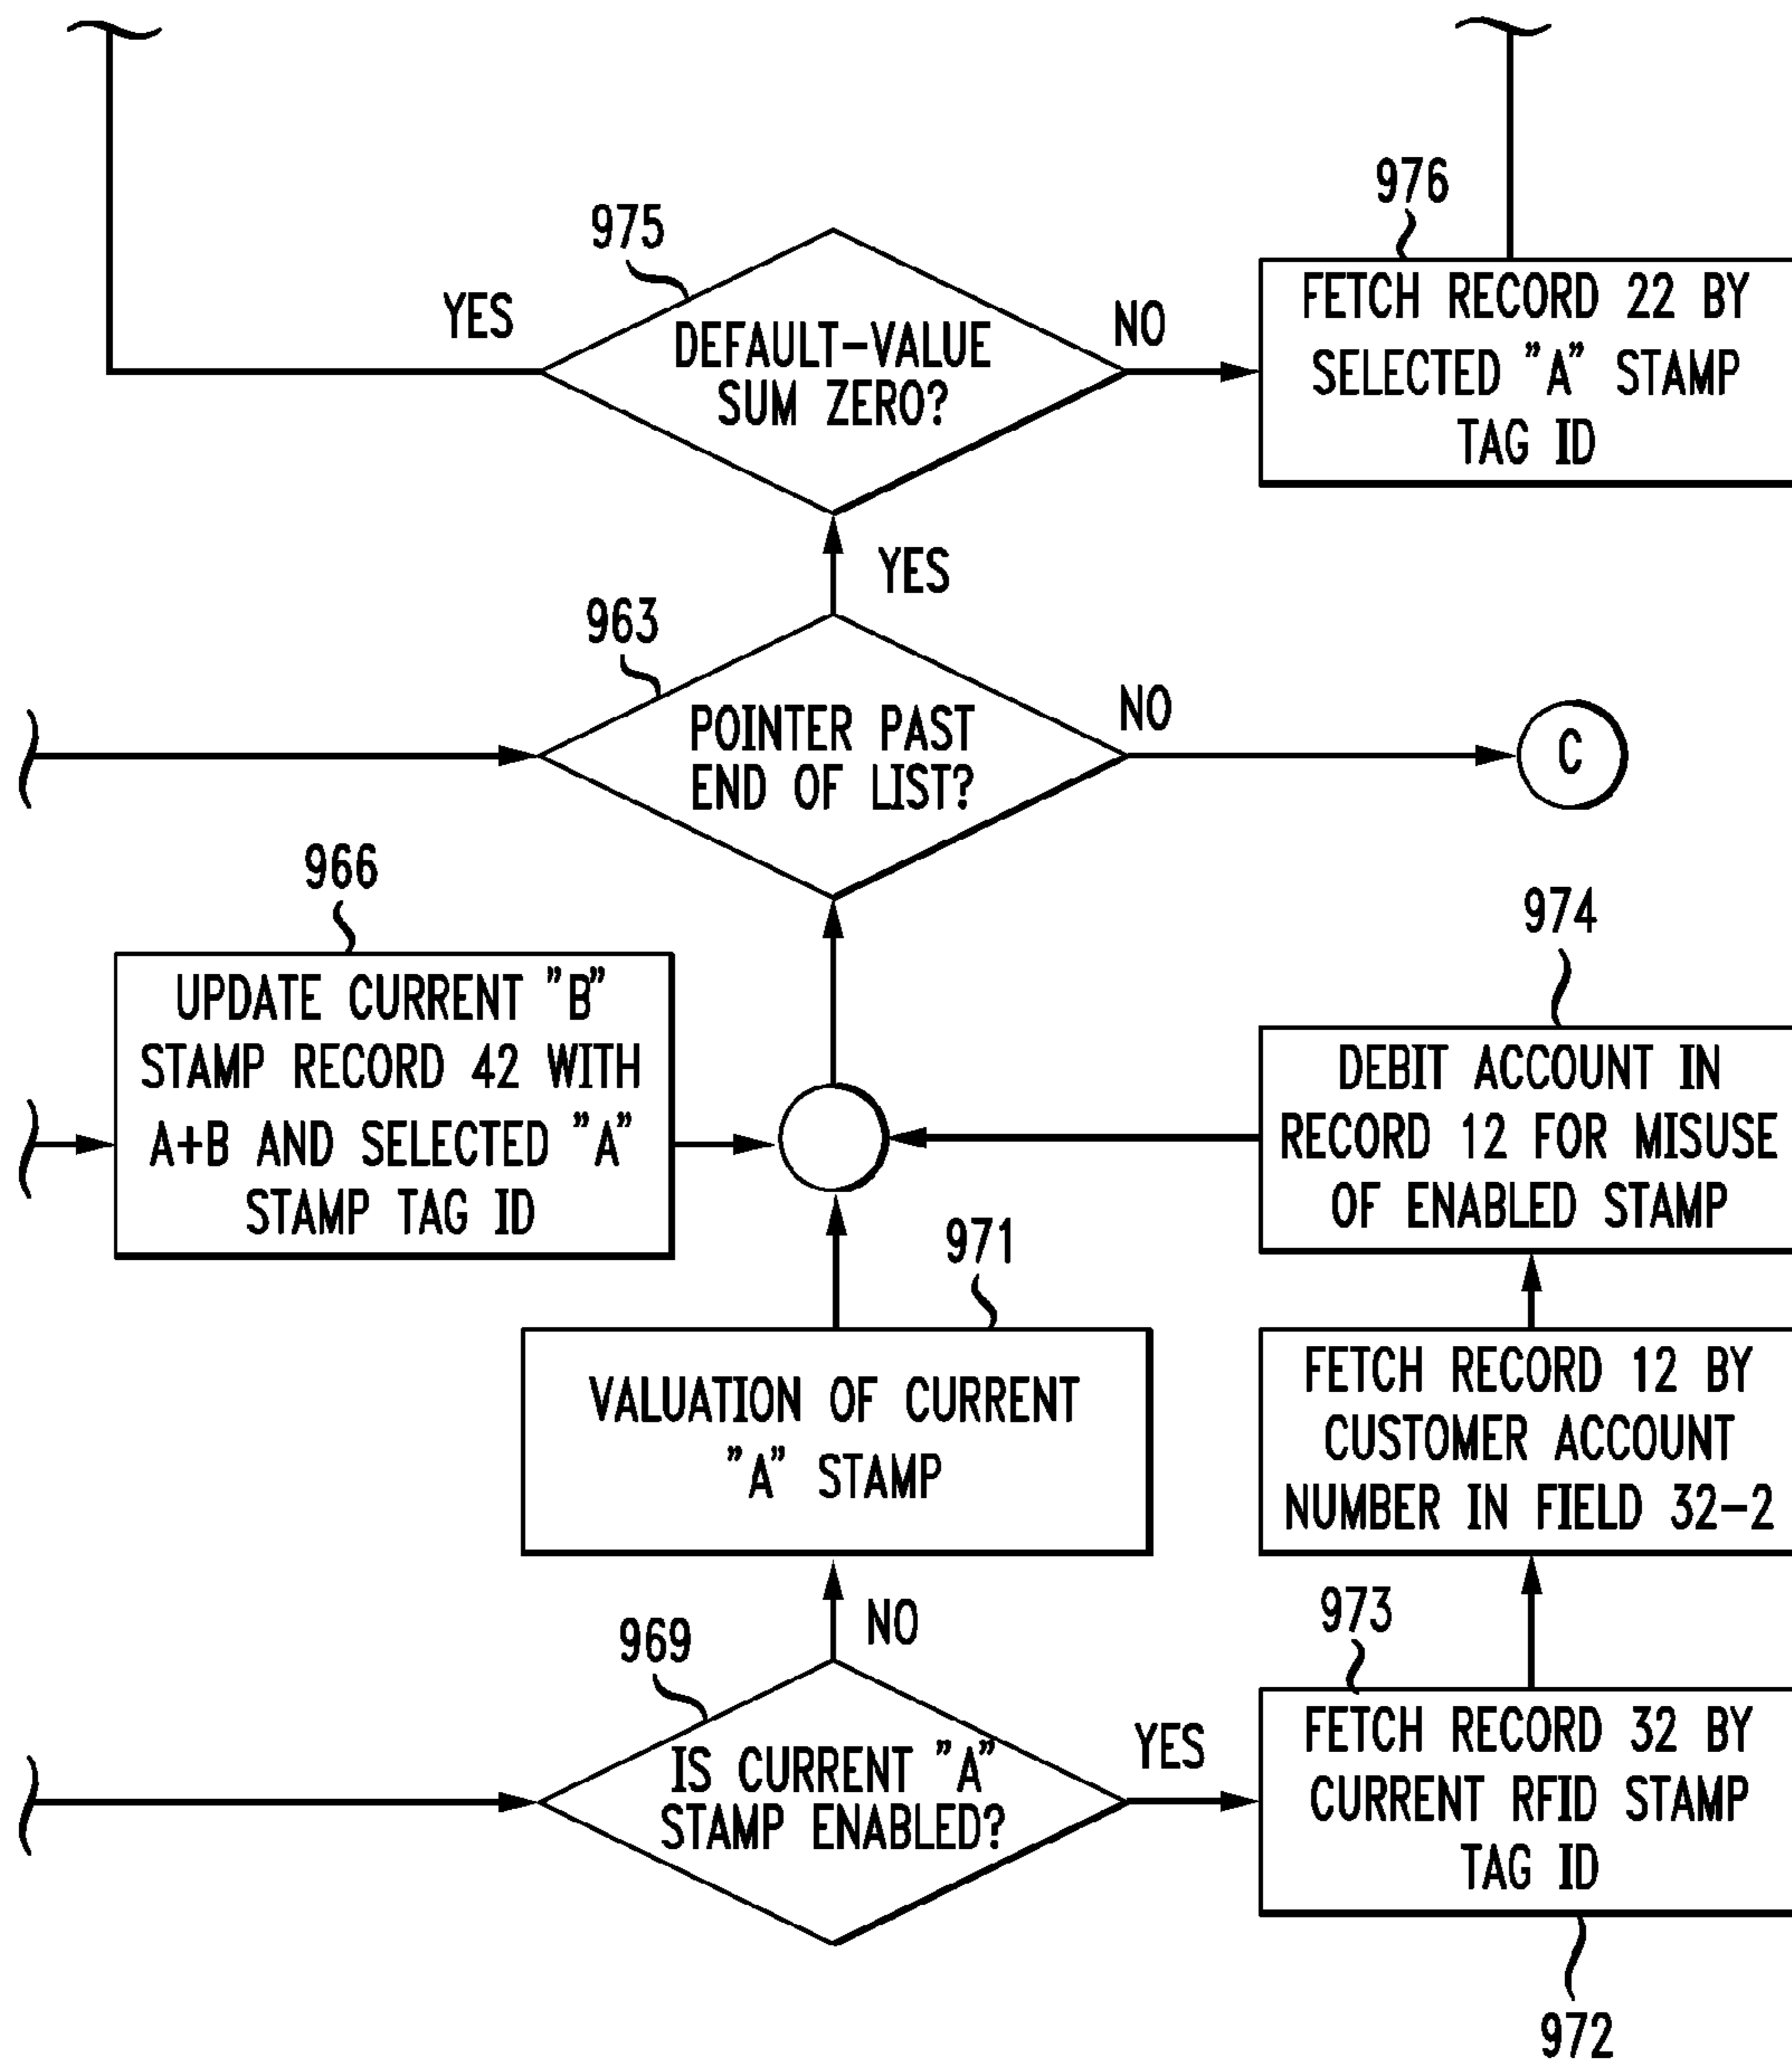 976
975
YES
NO
DEFAULT-VALUE
SUM ZERO?
FETCH RECORD 22 BY
SELECTED "A" STAMP
TAG ID
YES
963
NO
POINTER PAST
END OF LIST?
C
966
974
UPDATE CURRENT "B"
STAMP RECORD 42 WITH
A+B AND SELECTED "A"
STAMP TAG ID
DEBIT ACCOUNT IN
RECORD 12 FOR MISUSE
OF ENABLED STAMP
971
VALUATION OF CURRENT
"A" STAMP
FETCH RECORD 12 BY
CUSTOMER ACCOUNT
NUMBER IN FIELD 32-2
973
NO
969
YES
IS CURRENT "A"
STAMP ENABLED?
FETCH RECORD 32 BY
CURRENT RFID STAMP
TAG ID
972